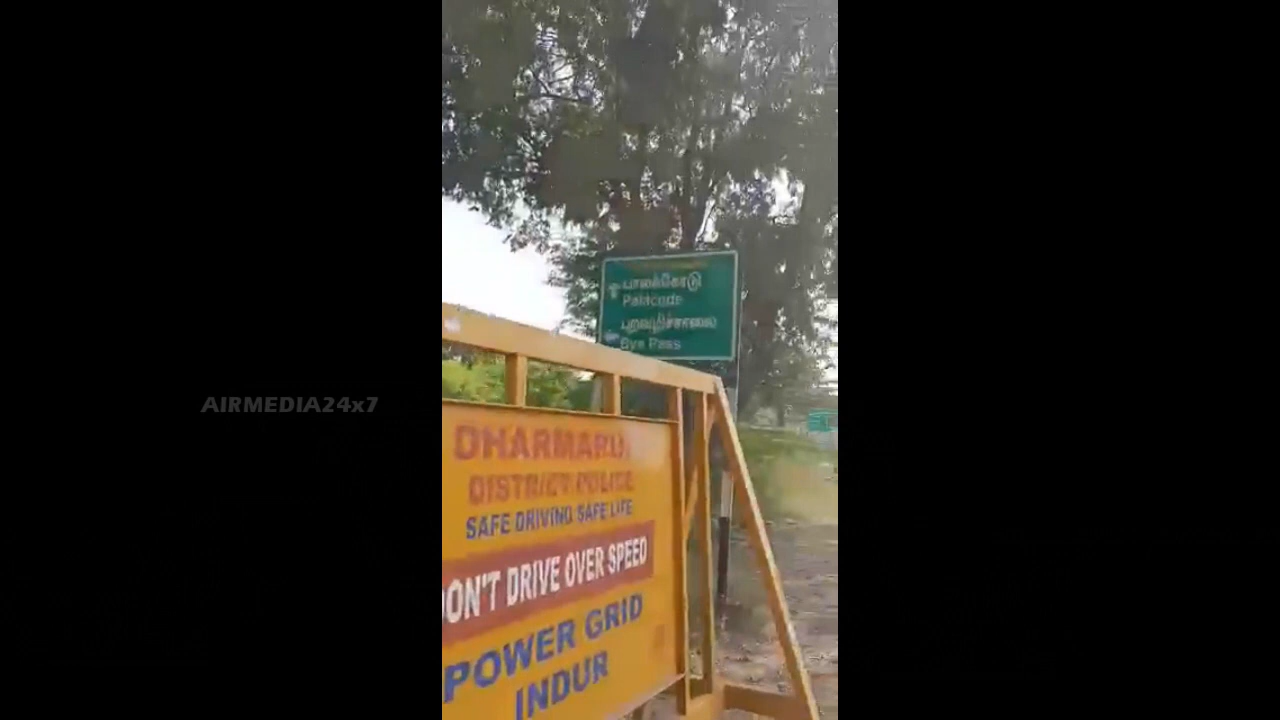 பாலக்கோடு
Palacode
புறவழிச்சாலை
Bye Pass
AIRMEDIA24x7
DHARMAPURI
DISTRICT POLICE
SAFE DRIVING SAFE LIFE
DON'T DRIVE OVER SPEED
POWER GRID
INDUR